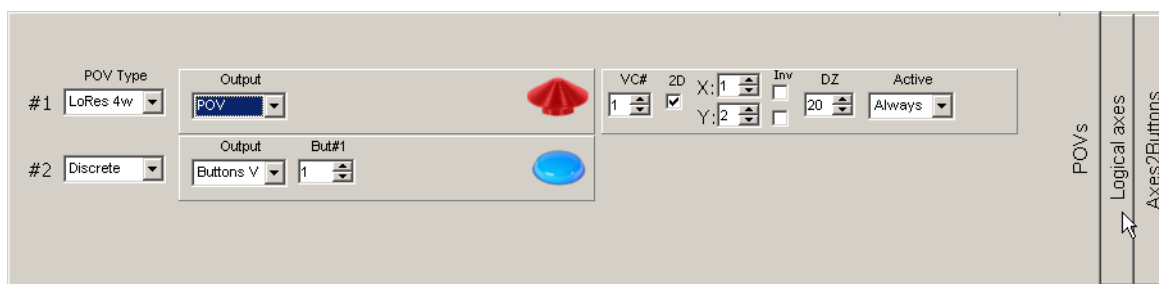 POV Type Output VC# 2D X: 1 Inv DZ Active
#1 LoRes 4w POV 1 Y: 2 20 Always
Output But#1
#2 Discrete Buttons V 1
POVs
Logical axes
Axes2Buttons